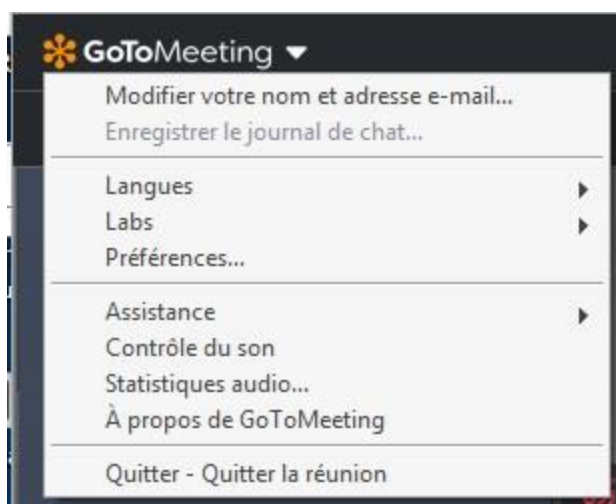 GoToMeeting
Modifier votre nom et adresse e-mail...
Enregistrer le journal de chat...
Langues
Labs
Préférences...
Assistance
Contrôle du son
Statistiques audio...
À propos de GoToMeeting
Quitter - Quitter la réunion